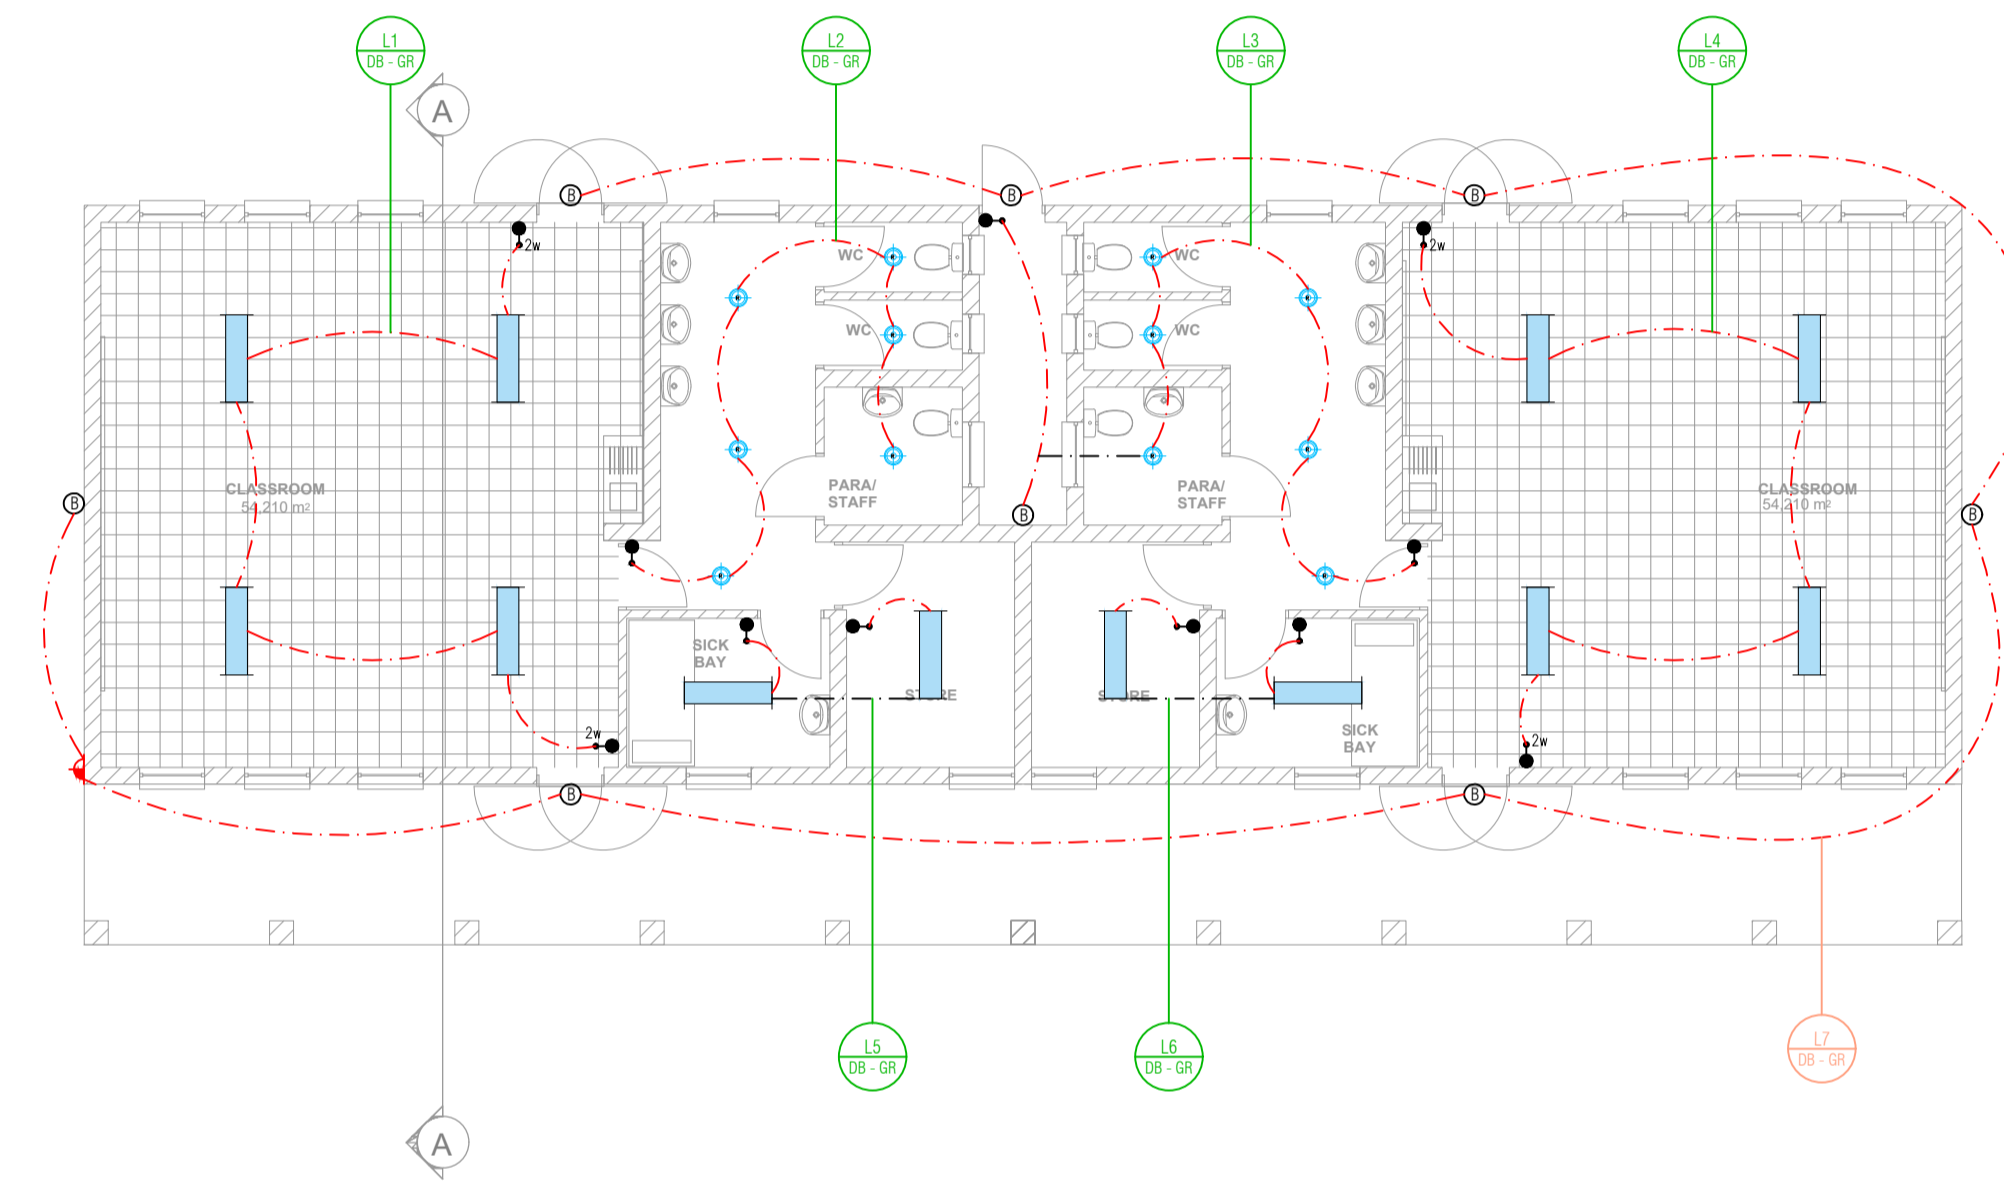 L1
DB - GR
L2
DB - GR
L3
DB - GR
L4
DB - GR
A
B
B
B
2w
2w
WC
WC
WC
WC
CLASSROOM
54,210 m²
PARA/
STAFF
PARA/
STAFF
CLASSROOM
54,210 m²
B
B
B
SICK
BAY
STORE
STORE
SICK
BAY
2w
2w
B
B
L5
DB - GR
L6
DB - GR
L7
DB - GR
A